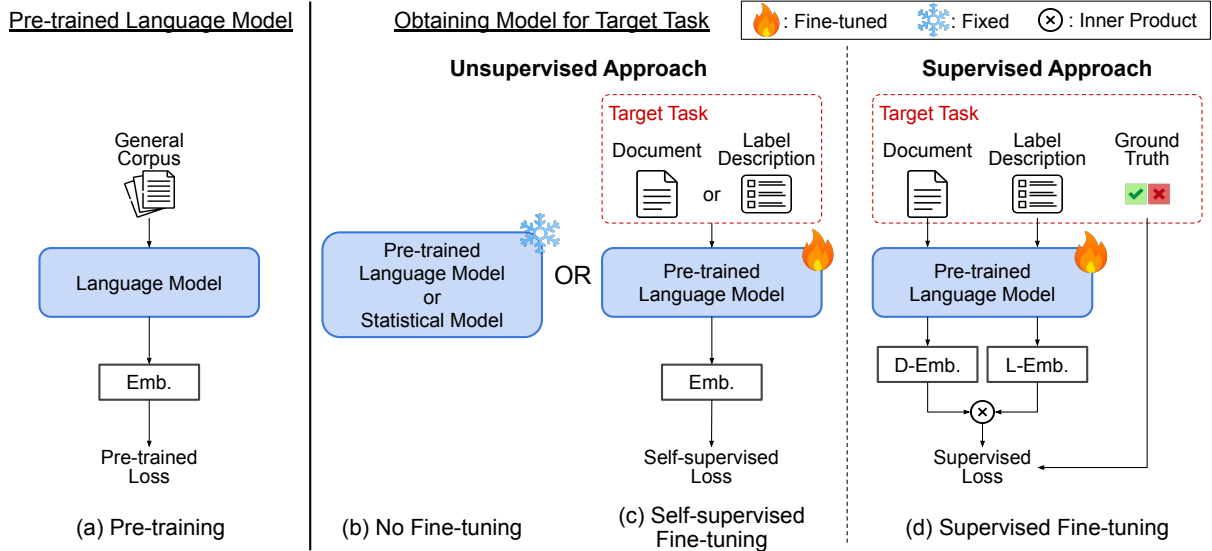 Pre-trained Language Model
Obtaining Model for Target Task
: Fine-tuned
: Fixed
: Inner Product
Unsupervised Approach
Supervised Approach
General
Corpus
Language Model
Emb.
Pre-trained
Loss
(a) Pre-training
Pre-trained
Language Model
or
Statistical Model
(b) No Fine-tuning
OR
Target Task
Document
or
Label
Description
Pre-trained
Language Model
Emb.
Self-supervised
Loss
(c) Self-supervised
Fine-tuning
Target Task
Document
Label
Description
Ground
Truth
Pre-trained
Language Model
D-Emb.
L-Emb.
Supervised
Loss
(d) Supervised Fine-tuning